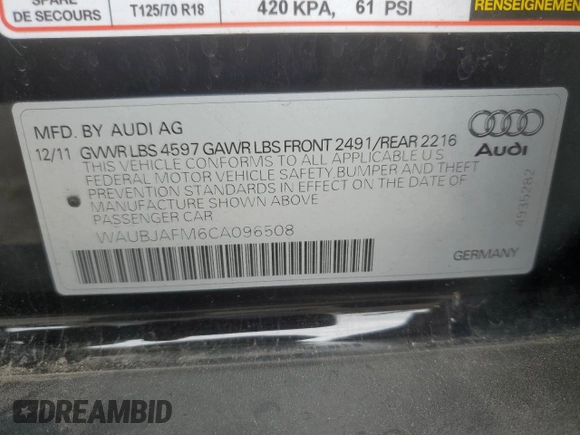 SPARE
DE SECOURS T125/70 R18 420 KPA, 61 PSI
RENSEIGNEMENTS
MFD. BY AUDI AG
12/11 GVWR LBS 4597 GAWR LBS FRONT 2491/REAR 2216
THIS VEHICLE CONFORMS TO ALL APPLICABLE U S
FEDERAL MOTOR VEHICLE SAFETY BUMPER AND THEFT
PREVENTION STANDARDS IN EFFECT ON THE DATE OF
MANUFACTURE SHOWN ABOVE
PASSENGER CAR
WAUBJAFM6CA096508
Audi
4935282
GERMANY
DREAMBID